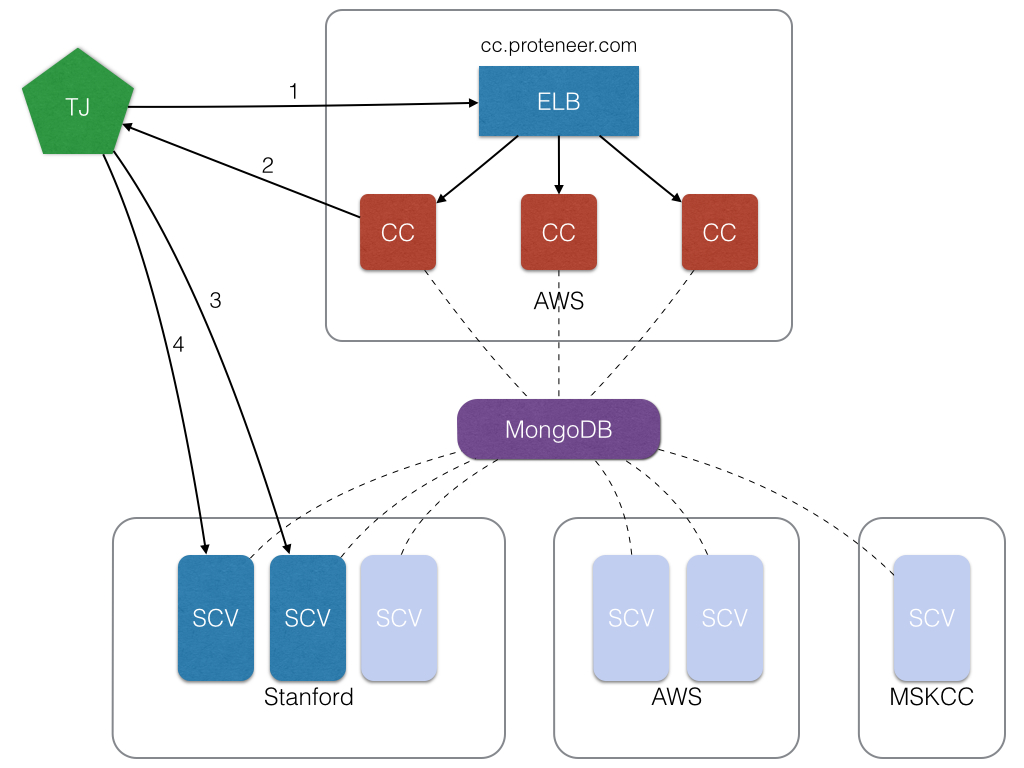 cc.proteneer.com
TJ
1
ELB
2
CC
CC
CC
3
AWS
4
MongoDB
SCV
SCV
SCV
SCV
SCV
SCV
Stanford
AWS
MSKCC